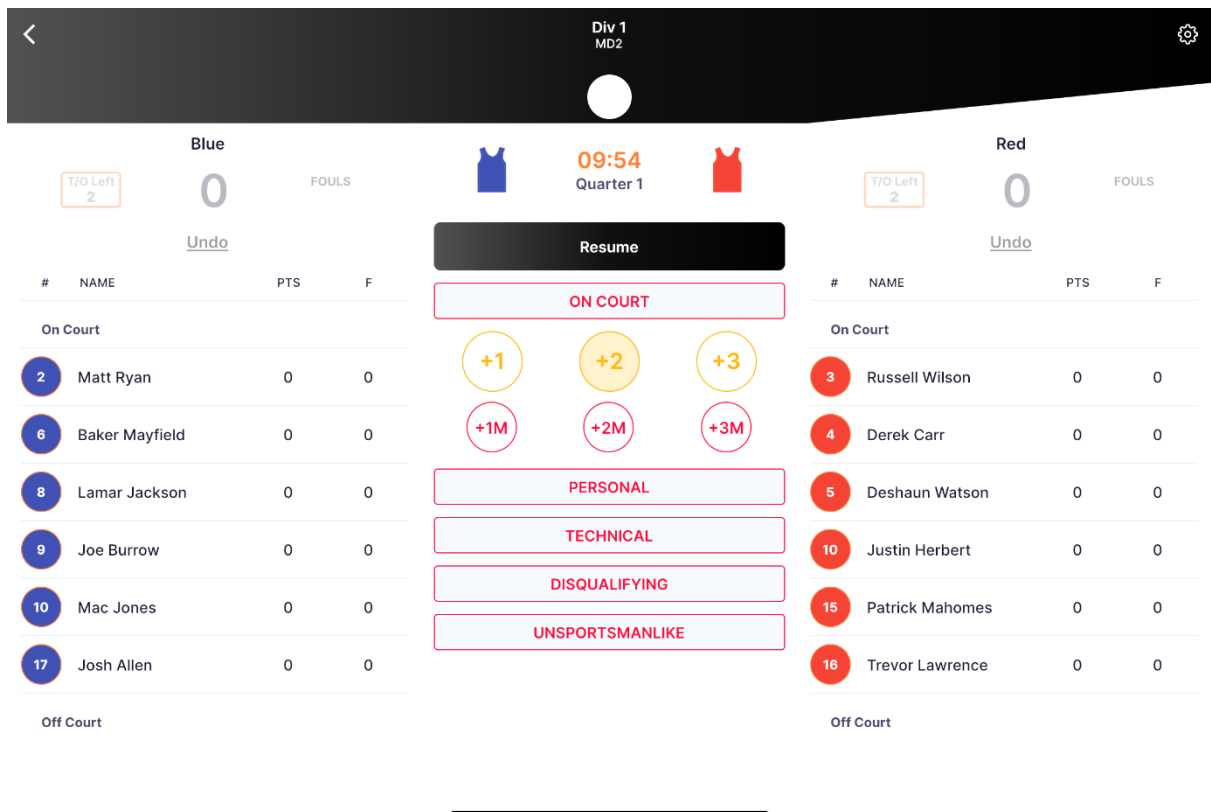 Div 1
MD2
Blue
T/O Left
2
0
FOULS
Undo
# NAME PTS F
On Court
2 Matt Ryan 0 0
6 Baker Mayfield 0 0
8 Lamar Jackson 0 0
9 Joe Burrow 0 0
10 Mac Jones 0 0
17 Josh Allen 0 0
Off Court
09:54
Quarter 1
Resume
ON COURT
+1 +2 +3
+1M +2M +3M
PERSONAL
TECHNICAL
DISQUALIFYING
UNSPORTSMANLIKE
Red
T/O Left
2
0
FOULS
Undo
# NAME PTS F
On Court
3 Russell Wilson 0 0
4 Derek Carr 0 0
5 Deshaun Watson 0 0
10 Justin Herbert 0 0
15 Patrick Mahomes 0 0
16 Trevor Lawrence 0 0
Off Court